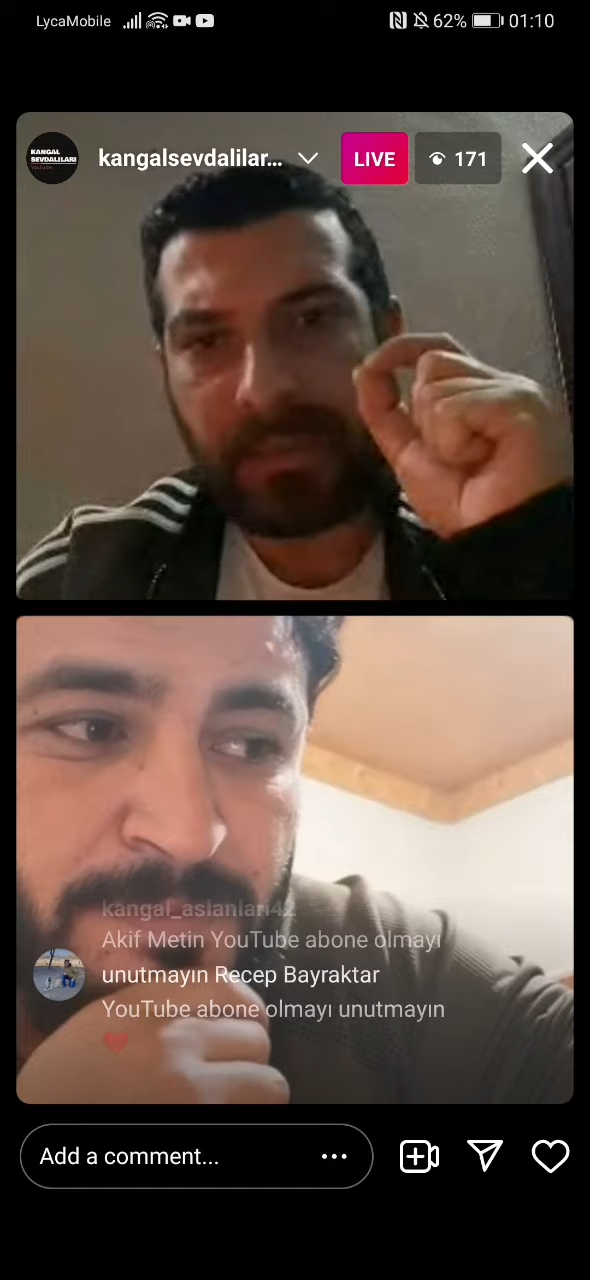 LycaMobile
62% 01:10
KANGAL
SEVDALILARI
kangalsevdalilar...
LIVE
171
kangal_aslanlari42
Akif Metin YouTube abone olmayı
unutmayın Recep Bayraktar
YouTube abone olmayı unutmayın
Add a comment...